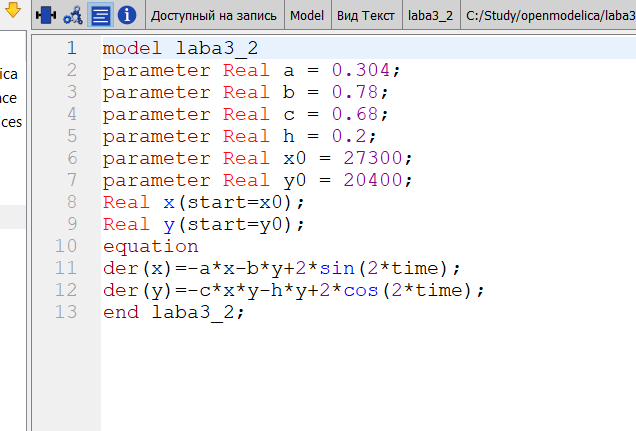 Доступный на запись Model Вид Текст laba3_2 C:/Study/openmodelica/laba3
ica
ce
ces
1 model laba3_2
2 parameter Real a = 0.304;
3 parameter Real b = 0.78;
4 parameter Real c = 0.68;
5 parameter Real h = 0.2;
6 parameter Real x0 = 27300;
7 parameter Real y0 = 20400;
8 Real x(start=x0);
9 Real y(start=y0);
10 equation
11 der(x)=-a*x-b*y+2*sin(2*time);
12 der(y)=-c*x*y-h*y+2*cos(2*time);
13 end laba3_2;